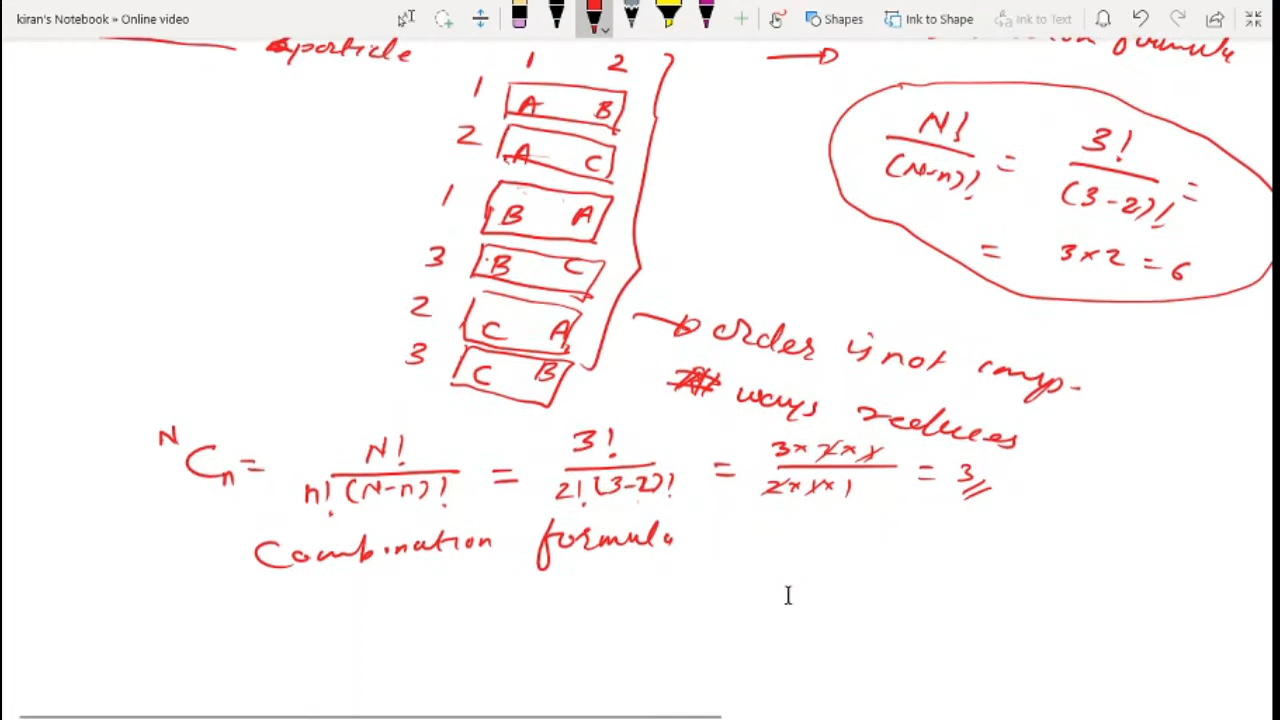 kiran's Notebook » Online video
Shapes
Ink to Shape
Ink to Text
particle
formula
1 2
1 A B
2 A C
1 B A
3 B C
2 C A
3 C B
N!/(N-n)! = 3!/(3-2)! =
= 3×2 = 6
order is not imp-
ways reduces
ᴺCₙ = N!/n!(N-n)! = 3!/2!(3-2)! = 3×2×1/2×1×1 = 3
Combination formula